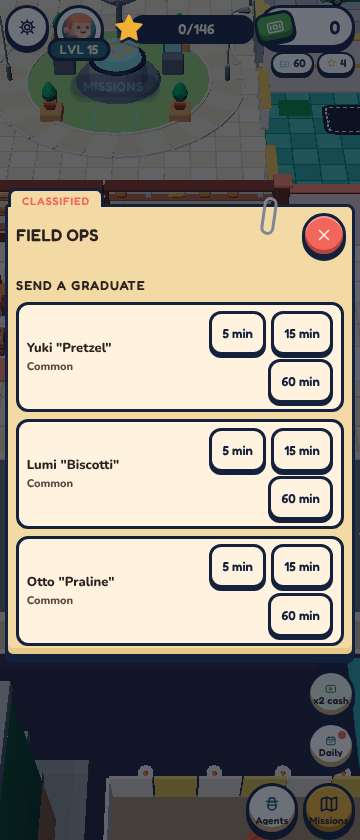 LVL 15
0/146
0
60
4
MISSIONS
CLASSIFIED
FIELD OPS
SEND A GRADUATE
Yuki "Pretzel"
Common
5 min
15 min
60 min
Lumi "Biscotti"
Common
5 min
15 min
60 min
Otto "Praline"
Common
5 min
15 min
60 min
x2 cash
Daily
Agents
Missions